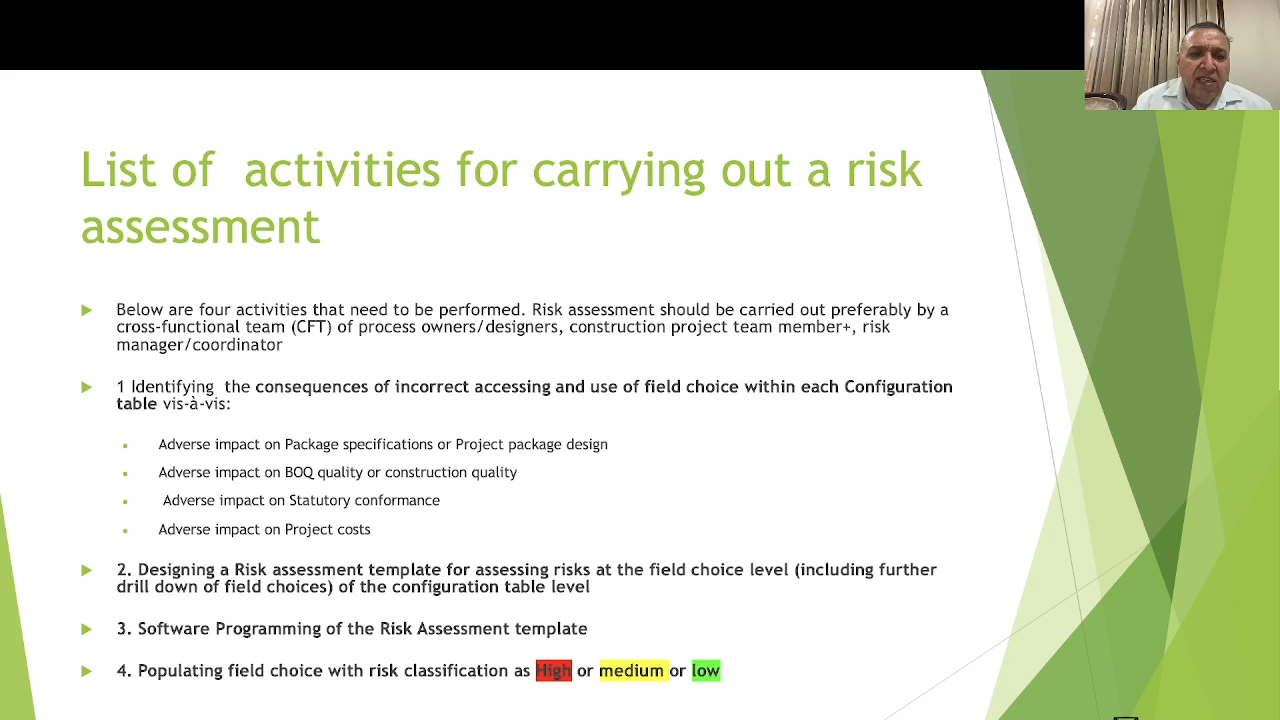 List of  activities for carrying out a risk
assessment
Below are four activities that need to be performed. Risk assessment should be carried out preferably by a
cross-functional team (CFT) of process owners/designers, construction project team member+, risk
manager/coordinator
1 Identifying  the consequences of incorrect accessing and use of field choice within each Configuration
table vis-à-vis:
Adverse impact on Package specifications or Project package design
Adverse impact on BOQ quality or construction quality
Adverse impact on Statutory conformance
Adverse impact on Project costs
2. Designing a Risk assessment template for assessing risks at the field choice level (including further
drill down of field choices) of the configuration table level
3. Software Programming of the Risk Assessment template
4. Populating field choice with risk classification as High or medium or low